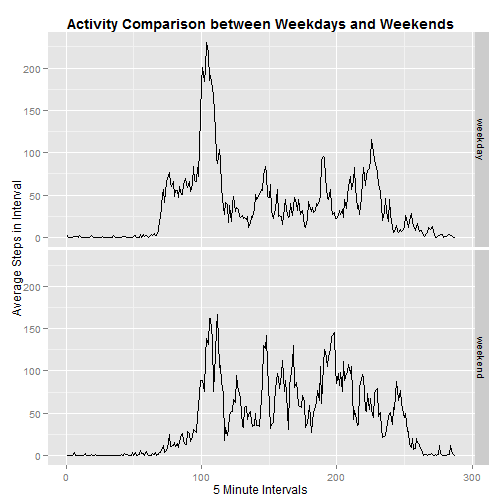 Activity Comparison between Weekdays and Weekends
Average Steps in Interval
200
150
100
50
0
weekday
200
150
100
50
0
weekend
0
100
200
300
5 Minute Intervals